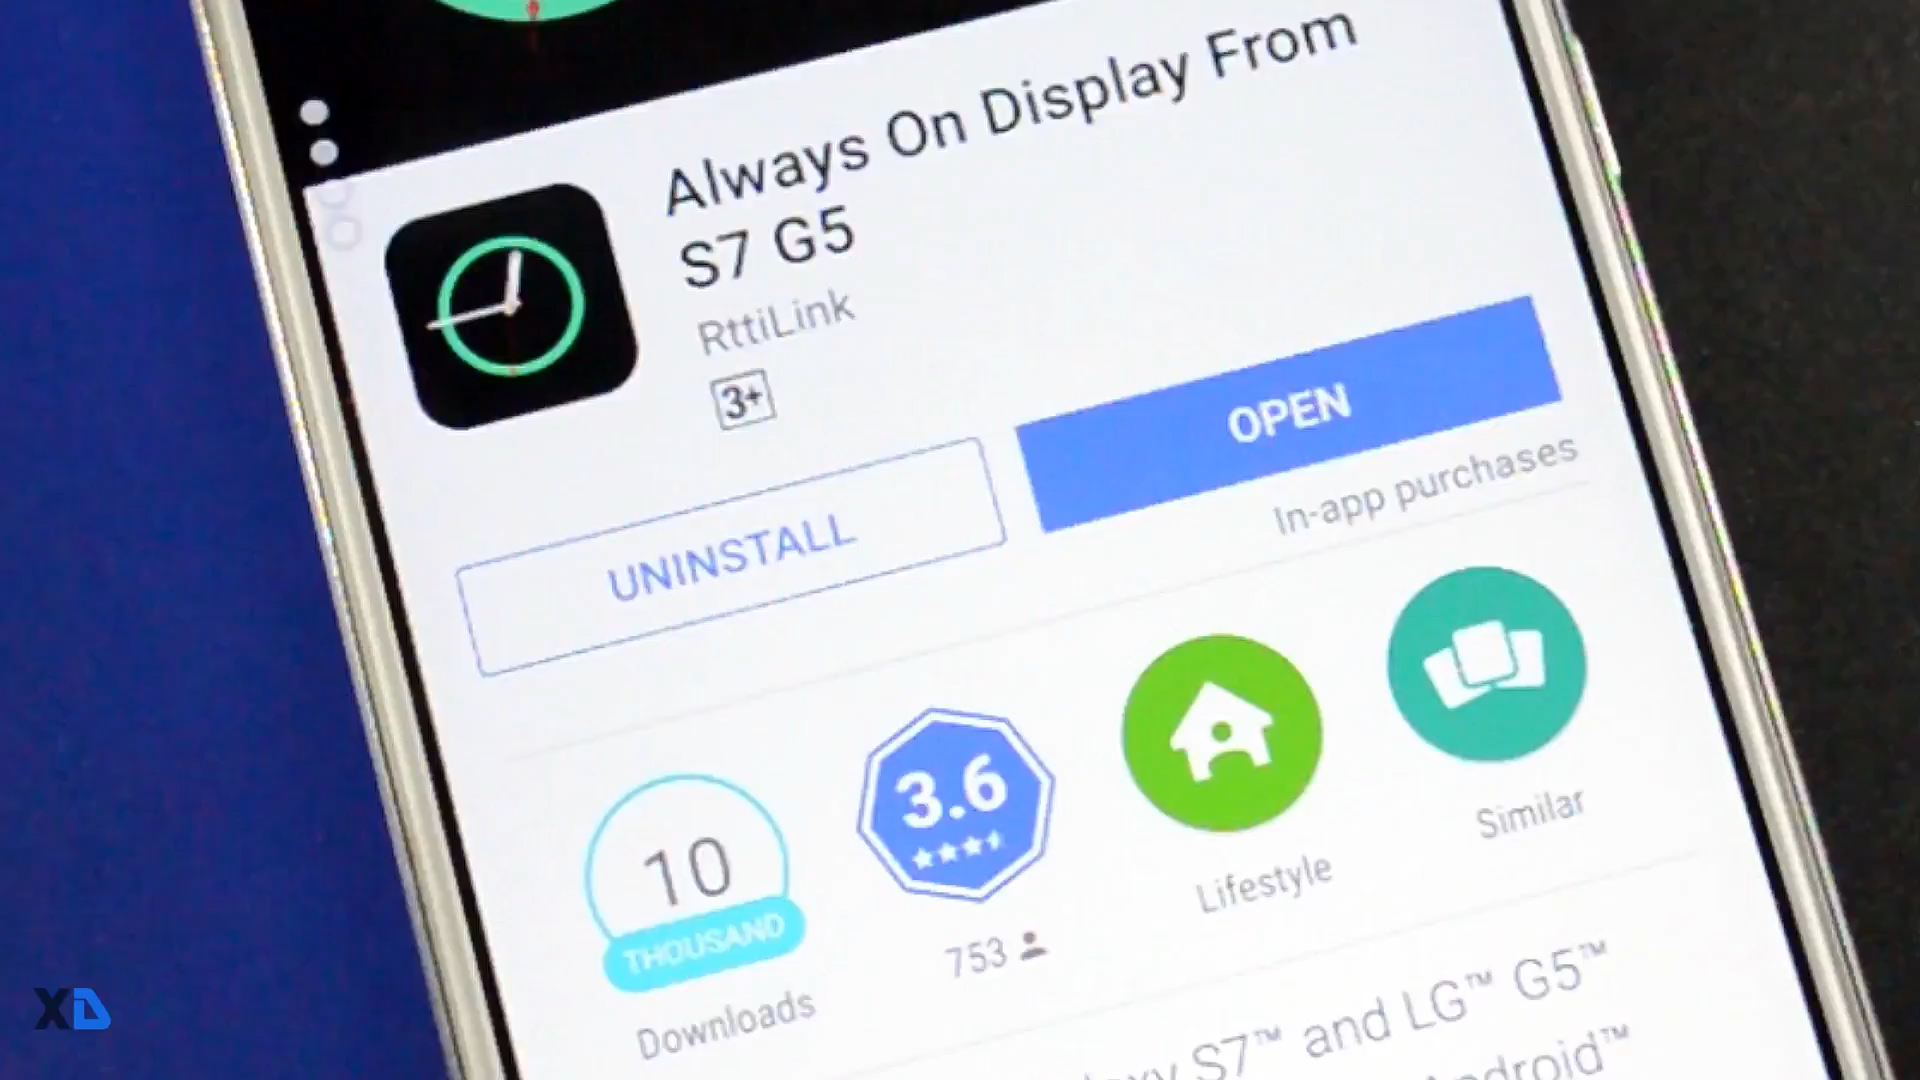 Always On Display From
S7 G5
RttiLink
3+
UNINSTALL
OPEN
In-app purchases
10
THOUSAND
Downloads
3.6
753
Lifestyle
Similar
S7™ and LG™ G5™
XD